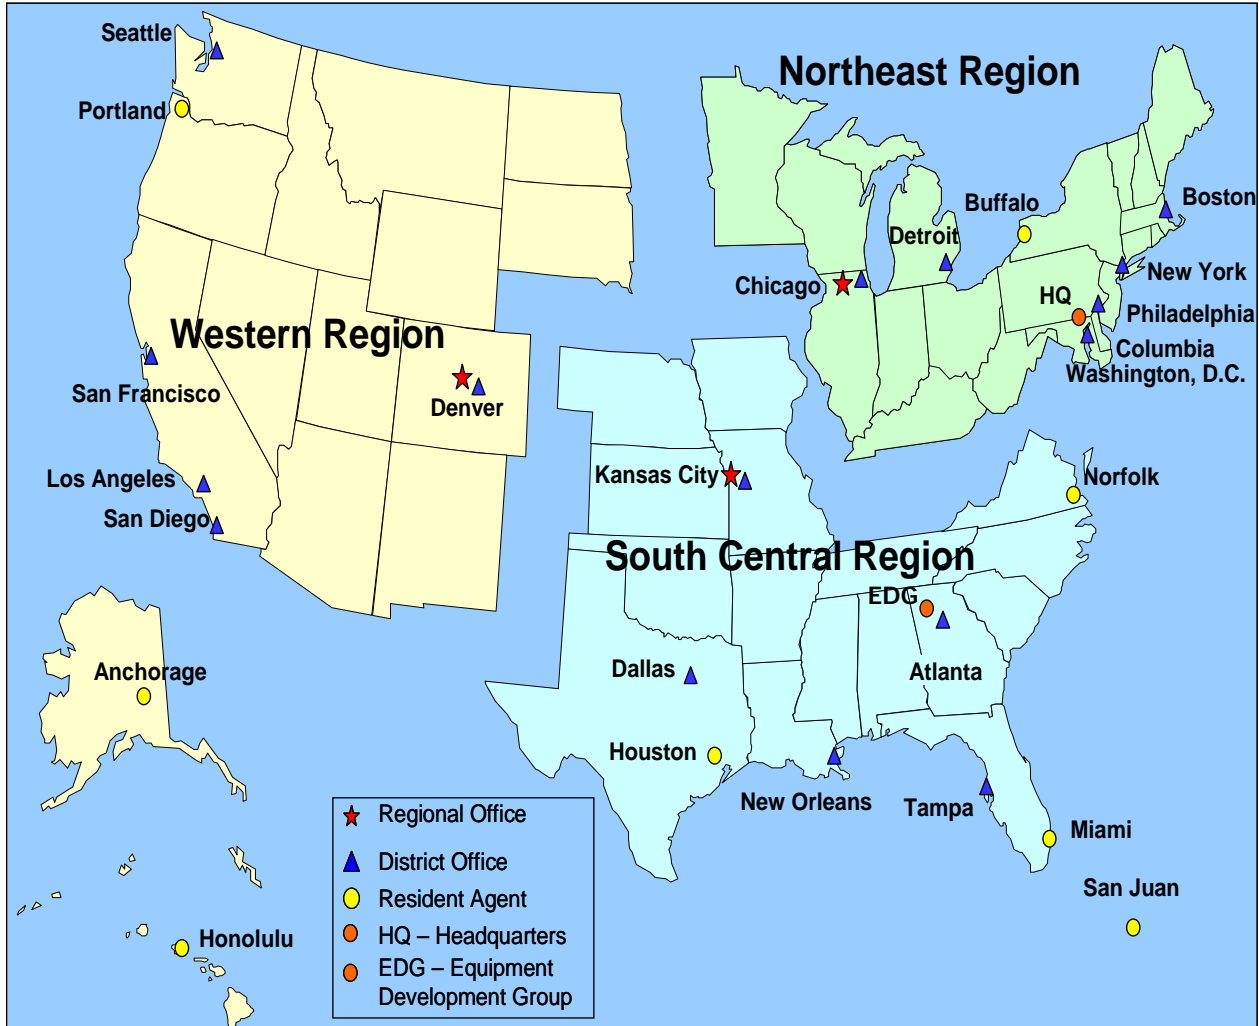 Seattle
Portland
Northeast Region
Buffalo
Boston
Detroit
Chicago
New York
HQ
Philadelphia
Columbia
Washington, D.C.
Western Region
San Francisco
Denver
Los Angeles
San Diego
Kansas City
Norfolk
South Central Region
EDG
Atlanta
Dallas
Houston
New Orleans
Tampa
Miami
San Juan
Anchorage
Honolulu
Regional Office
District Office
Resident Agent
HQ – Headquarters
EDG – Equipment
Development Group